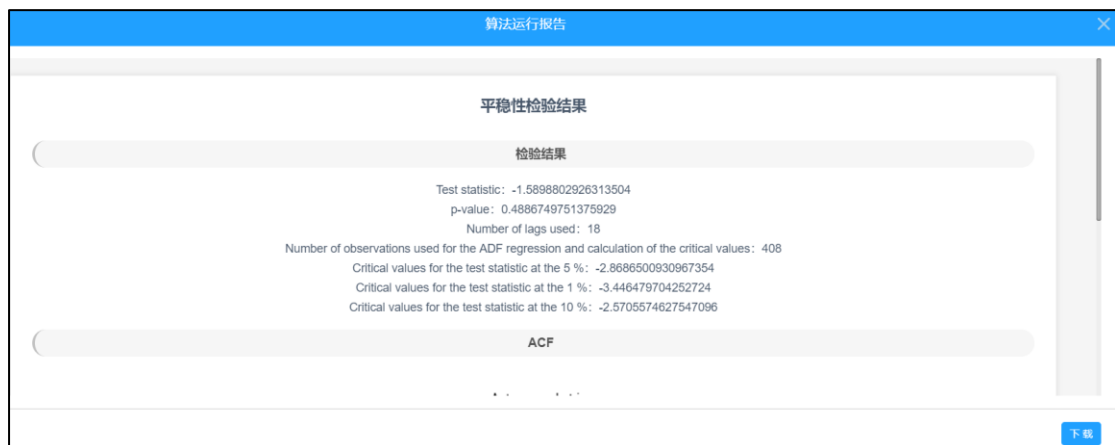 算法运行报告
平稳性检验结果
检验结果
Test statistic：-1.5898802926313504
p-value：0.4886749751375929
Number of lags used：18
Number of observations used for the ADF regression and calculation of the critical values：408
Critical values for the test statistic at the 5 %：-2.8686500930967354
Critical values for the test statistic at the 1 %：-3.446479704252724
Critical values for the test statistic at the 10 %：-2.5705574627547096
ACF
下载